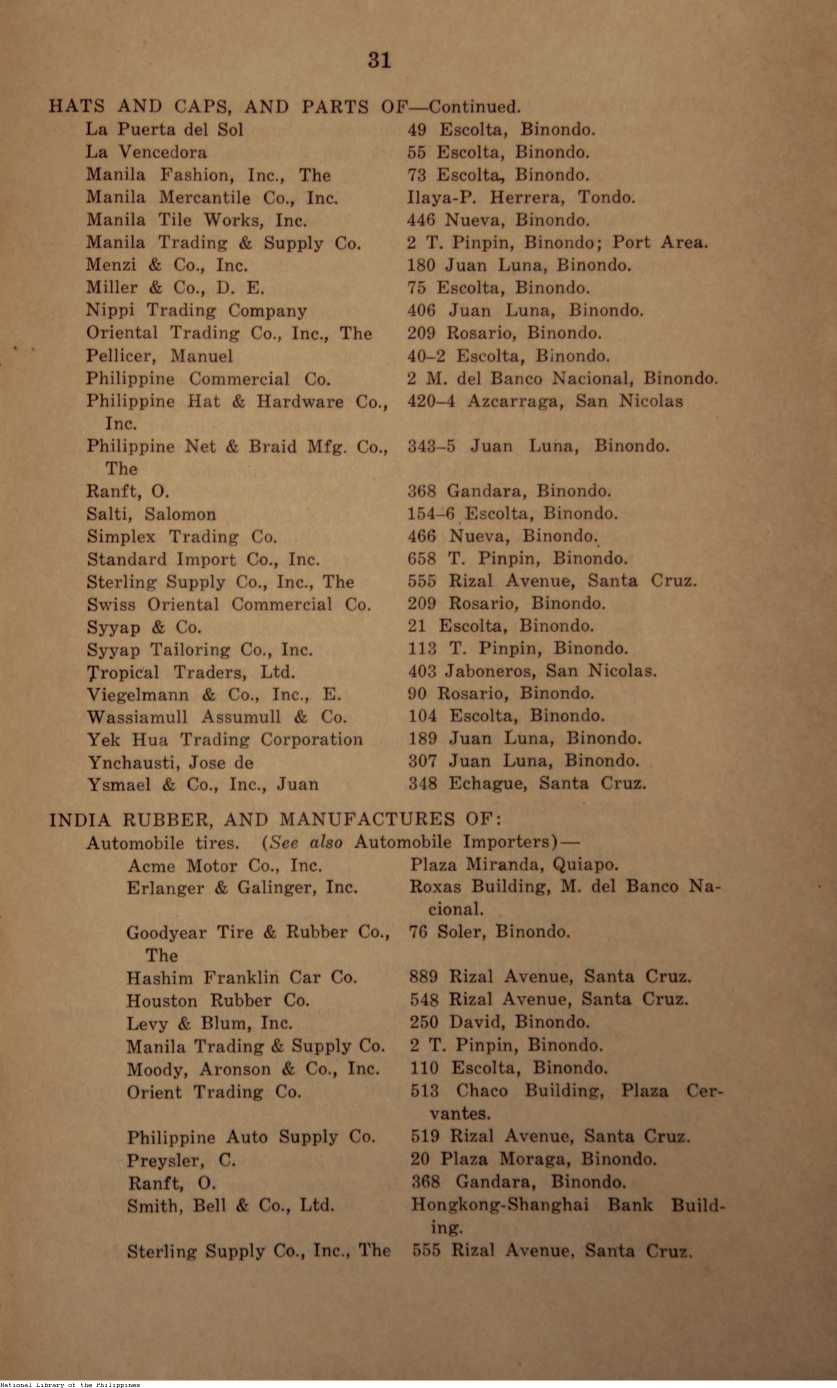 31
HATS AND CAPS, AND PARTS OF—Continued.
La Puerta del Sol 49 Escolta, Binondo.
La Vencedora 55 Escolta, Binondo.
Manila Fashion, Inc., The 73 Escolta, Binondo.
Manila Mercantile Co., Inc. Ilaya-P. Herrera, Tondo.
Manila Tile Works, Inc. 446 Nueva, Binondo.
Manila Trading & Supply Co. 2 T. Pinpin, Binondo; Port Area.
Menzi & Co., Inc. 180 Juan Luna, Binondo.
Miller & Co., D. E. 75 Escolta, Binondo.
Nippi Trading Company 406 Juan Luna, Binondo.
Oriental Trading Co., Inc., The 209 Rosario, Binondo.
Pellicer, Manuel 40–2 Escolta, Binondo.
Philippine Commercial Co. 2 M. del Banco Nacional, Binondo.
Philippine Hat & Hardware Co., 420–4 Azcarraga, San Nicolas
Inc.
Philippine Net & Braid Mfg. Co., 343–5 Juan Luna, Binondo.
The
Ranft, O. 368 Gandara, Binondo.
Salti, Salomon 154–6 Escolta, Binondo.
Simplex Trading Co. 466 Nueva, Binondo.
Standard Import Co., Inc. 658 T. Pinpin, Binondo.
Sterling Supply Co., Inc., The 555 Rizal Avenue, Santa Cruz.
Swiss Oriental Commercial Co. 209 Rosario, Binondo.
Syyap & Co. 21 Escolta, Binondo.
Syyap Tailoring Co., Inc. 113 T. Pinpin, Binondo.
Tropical Traders, Ltd. 403 Jaboneros, San Nicolas.
Viegelmann & Co., Inc., E. 90 Rosario, Binondo.
Wassiamull Assumull & Co. 104 Escolta, Binondo.
Yek Hua Trading Corporation 189 Juan Luna, Binondo.
Ynchausti, Jose de 307 Juan Luna, Binondo.
Ysmael & Co., Inc., Juan 348 Echague, Santa Cruz.
INDIA RUBBER, AND MANUFACTURES OF:
Automobile tires. (See also Automobile Importers)—
Acme Motor Co., Inc. Plaza Miranda, Quiapo.
Erlanger & Galinger, Inc. Roxas Building, M. del Banco Na-
cional.
Goodyear Tire & Rubber Co., 76 Soler, Binondo.
The
Hashim Franklin Car Co. 889 Rizal Avenue, Santa Cruz.
Houston Rubber Co. 548 Rizal Avenue, Santa Cruz.
Levy & Blum, Inc. 250 David, Binondo.
Manila Trading & Supply Co. 2 T. Pinpin, Binondo.
Moody, Aronson & Co., Inc. 110 Escolta, Binondo.
Orient Trading Co. 513 Chaco Building, Plaza Cer-
vantes.
Philippine Auto Supply Co. 519 Rizal Avenue, Santa Cruz.
Preysler, C. 20 Plaza Moraga, Binondo.
Ranft, O. 368 Gandara, Binondo.
Smith, Bell & Co., Ltd. Hongkong-Shanghai Bank Build-
ing.
Sterling Supply Co., Inc., The 555 Rizal Avenue, Santa Cruz.
National Library of the Philippines